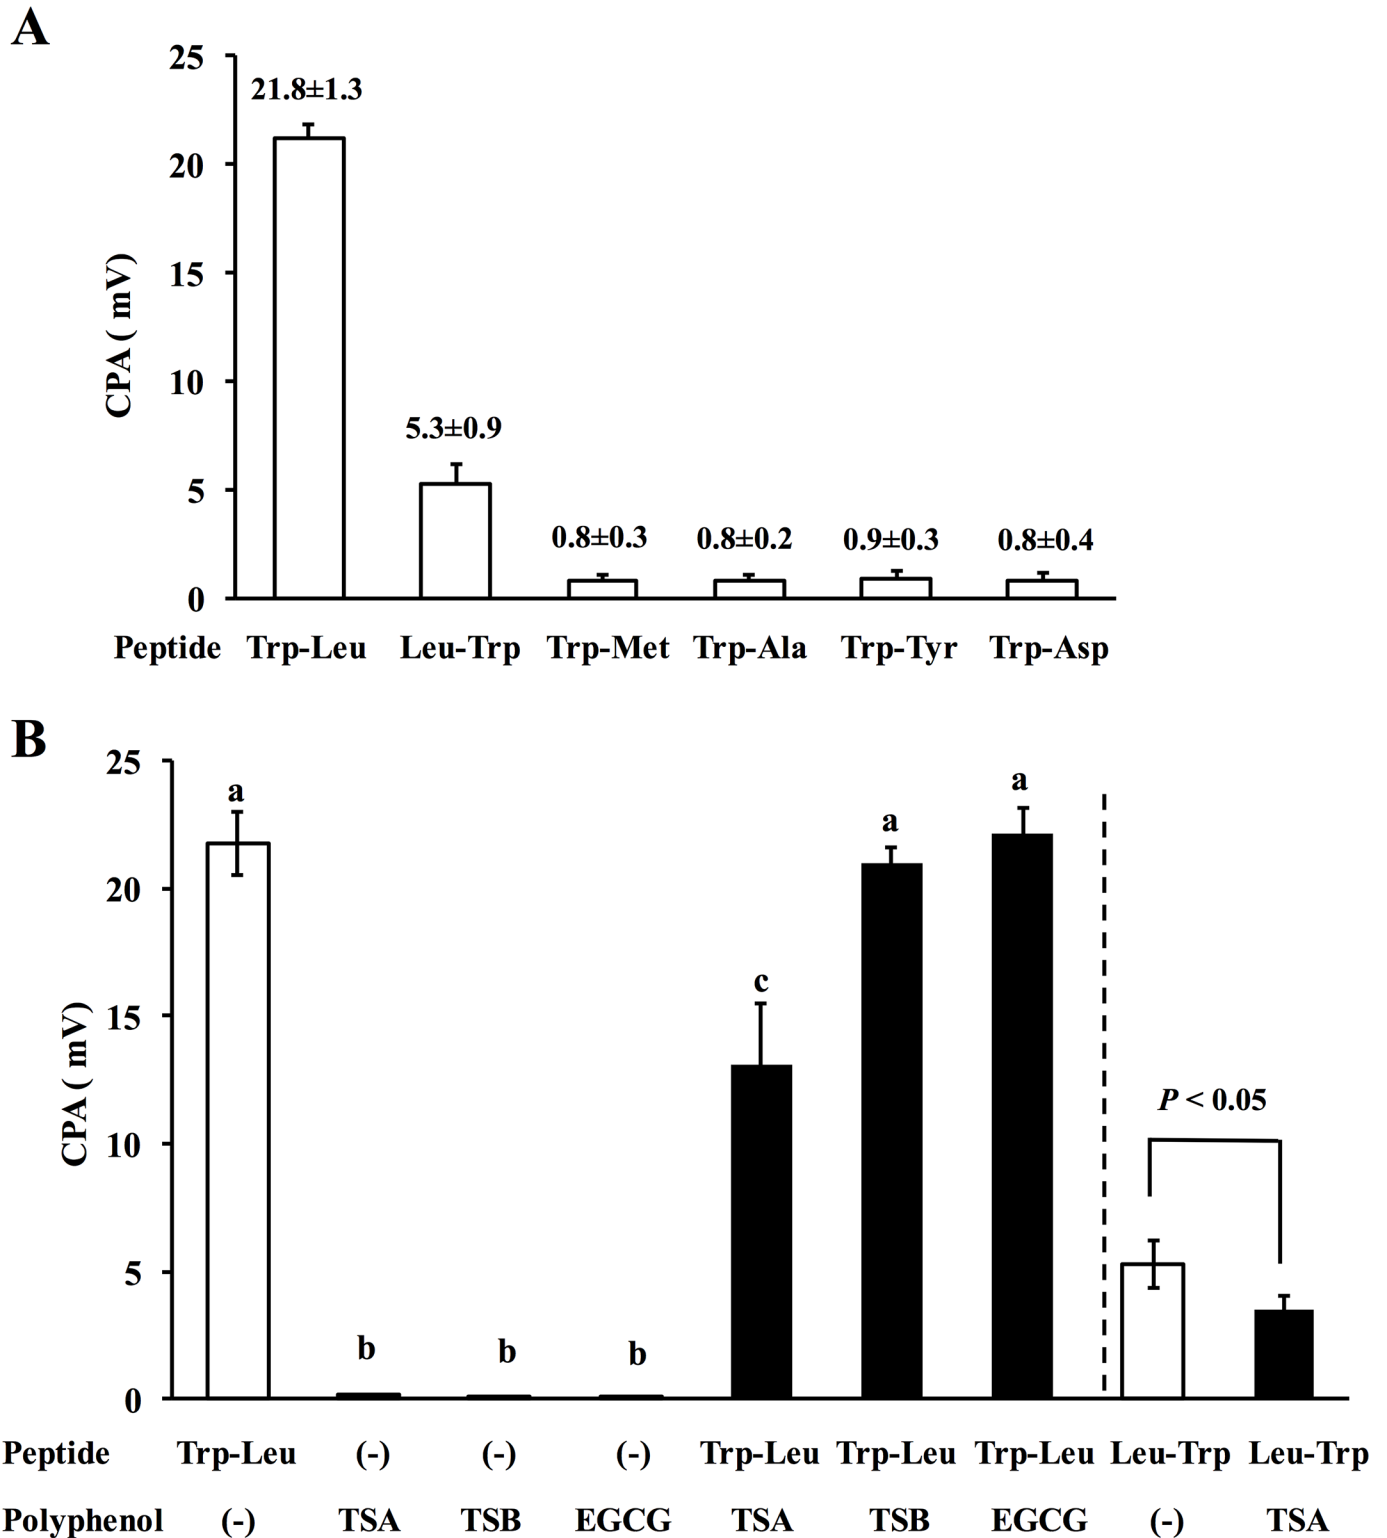 A
25
21.8±1.3
20
15
CPA ( mV)
10
5.3±0.9
5
0.8±0.3 0.8±0.2 0.9±0.3 0.8±0.4
0
Peptide Trp-Leu Leu-Trp Trp-Met Trp-Ala Trp-Tyr Trp-Asp
B
25
a a a
20
c
15
CPA ( mV)
P < 0.05
10
5
b b b
0
Peptide Trp-Leu (-) (-) (-) Trp-Leu Trp-Leu Trp-Leu Leu-Trp Leu-Trp
Polyphenol (-) TSA TSB EGCG TSA TSB EGCG (-) TSA